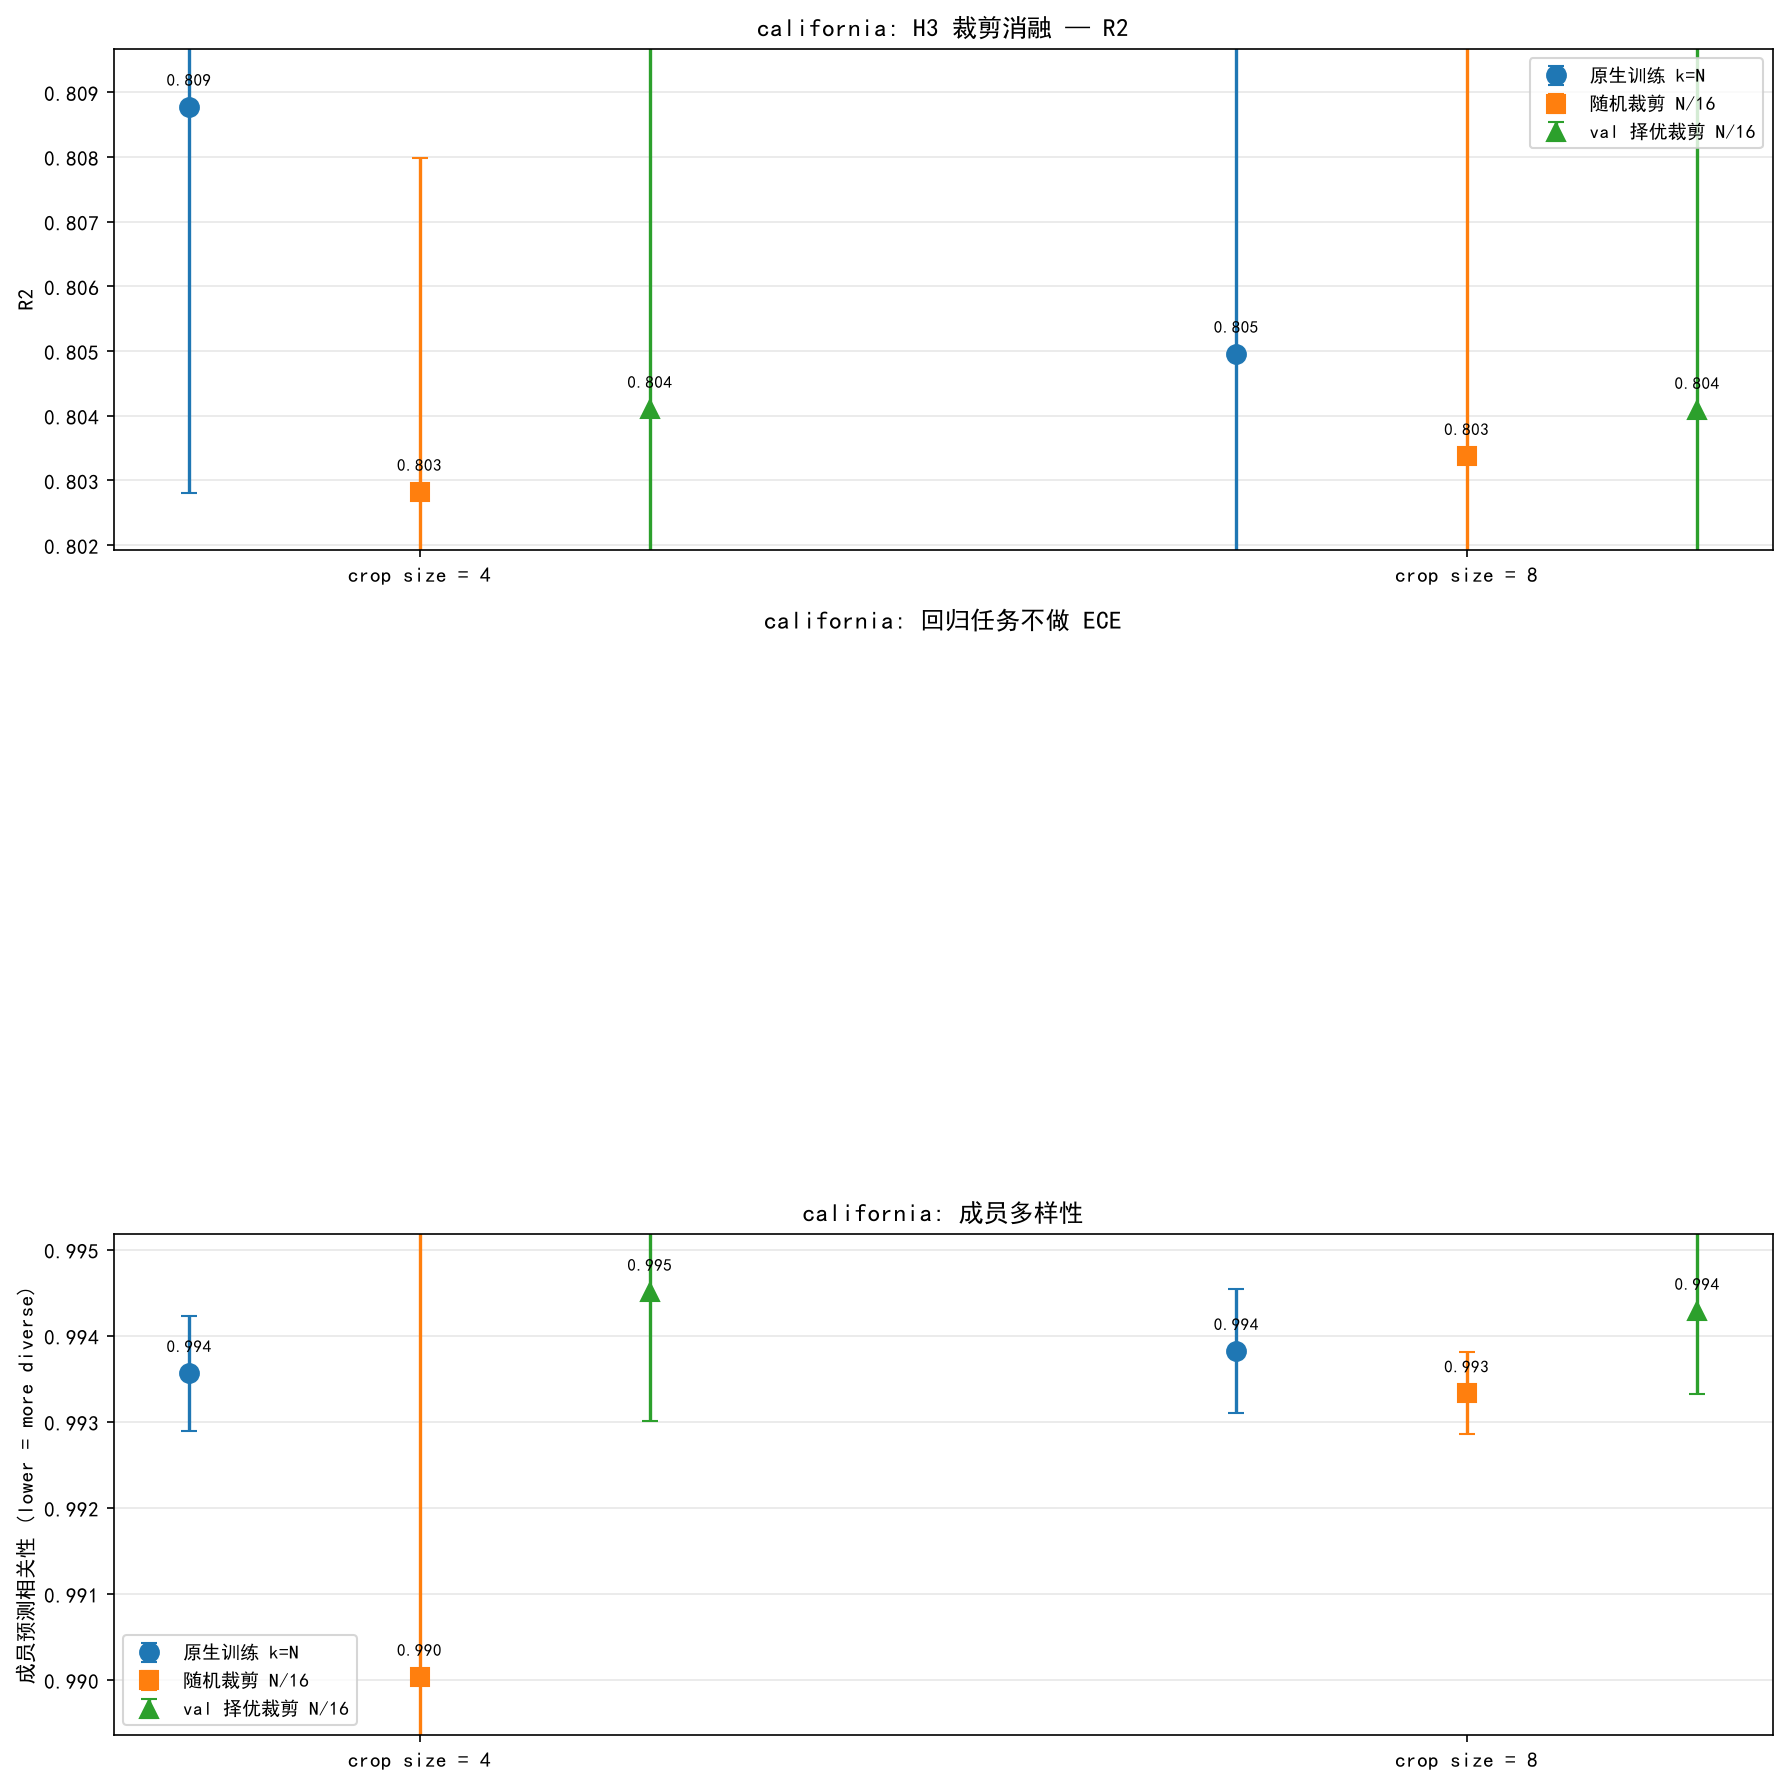 california: H3 裁剪消融 — R2
R2
0.809
0.808
0.807
0.806
0.805
0.804
0.803
0.802
0.809
0.803
0.804
0.805
0.803
0.804
原生训练 k=N
随机裁剪 N/16
val 择优裁剪 N/16
crop size = 4
crop size = 8
california: 回归任务不做 ECE
california: 成员多样性
成员预测相关性 (lower = more diverse)
0.995
0.994
0.993
0.992
0.991
0.990
0.994
0.990
0.995
0.994
0.993
0.994
原生训练 k=N
随机裁剪 N/16
val 择优裁剪 N/16
crop size = 4
crop size = 8